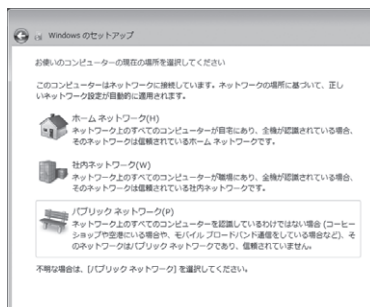 Windows のセットアップ
お使いのコンピューターの現在の場所を選択してください
このコンピューターはネットワークに接続しています。ネットワークの場所に基づいて、正し
いネットワーク設定が自動的に適用されます。
ホーム ネットワーク(H)
ネットワーク上のすべてのコンピューターが自宅にあり、全機が認識されている場合、
そのネットワークは信頼されているホーム ネットワークです。
社内ネットワーク(W)
ネットワーク上のすべてのコンピューターが職場にあり、全機が認識されている場合、
そのネットワークは信頼されている社内ネットワークです。
パブリック ネットワーク(P)
ネットワーク上のすべてのコンピューターを認識しているわけではない場合 (コーヒー
ショップや空港にいる場合や、モバイル ブロードバンド通信をしている場合など)、そ
のネットワークはパブリック ネットワークであり、信頼されていません。
不明な場合は、[パブリック ネットワーク] を選択してください。